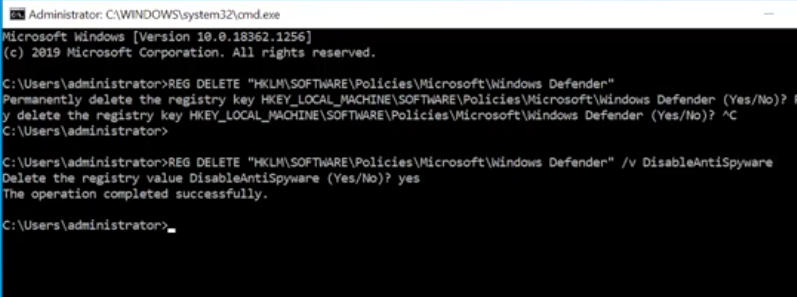 Administrator: C:\WINDOWS\system32\cmd.exe
Microsoft Windows [Version 10.0.18362.1256]
(c) 2019 Microsoft Corporation. All rights reserved.
C:\Users\administrator>REG DELETE "HKLM\SOFTWARE\Policies\Microsoft\Windows Defender"
Permanently delete the registry key HKEY_LOCAL_MACHINE\SOFTWARE\Policies\Microsoft\Windows Defender (Yes/No)?
y delete the registry key HKEY_LOCAL_MACHINE\SOFTWARE\Policies\Microsoft\Windows Defender (Yes/No)? ^C
C:\Users\administrator>
C:\Users\administrator>REG DELETE "HKLM\SOFTWARE\Policies\Microsoft\Windows Defender" /v DisableAntiSpyware
Delete the registry value DisableAntiSpyware (Yes/No)? yes
The operation completed successfully.
C:\Users\administrator>